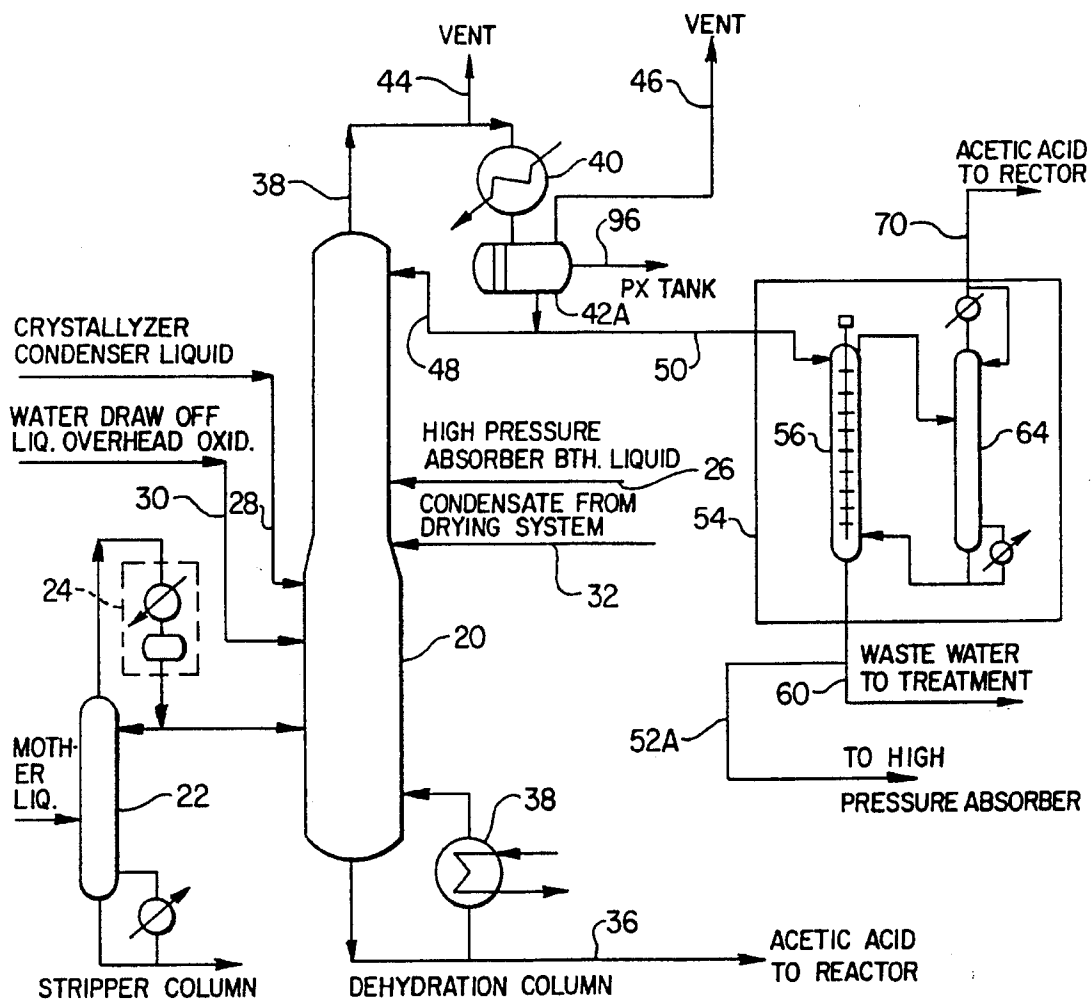 VENT
VENT
44
46
40
38
96
PX TANK
42A
ACETIC ACID
TO RECTOR
70
CRYSTALLYZER
CONDENSER LIQUID
48
50
WATER DRAW OFF
LIQ. OVERHEAD OXID.
HIGH PRESSURE
ABSORBER BTH. LIQUID
26
56
64
30
28
CONDENSATE FROM
DRYING SYSTEM
54
32
24
20
WASTE WATER
TO TREATMENT
60
52A
MOTH-
ER
LIQ.
22
TO HIGH
PRESSURE ABSORBER
38
36
ACETIC ACID
TO REACTOR
STRIPPER COLUMN
DEHYDRATION COLUMN